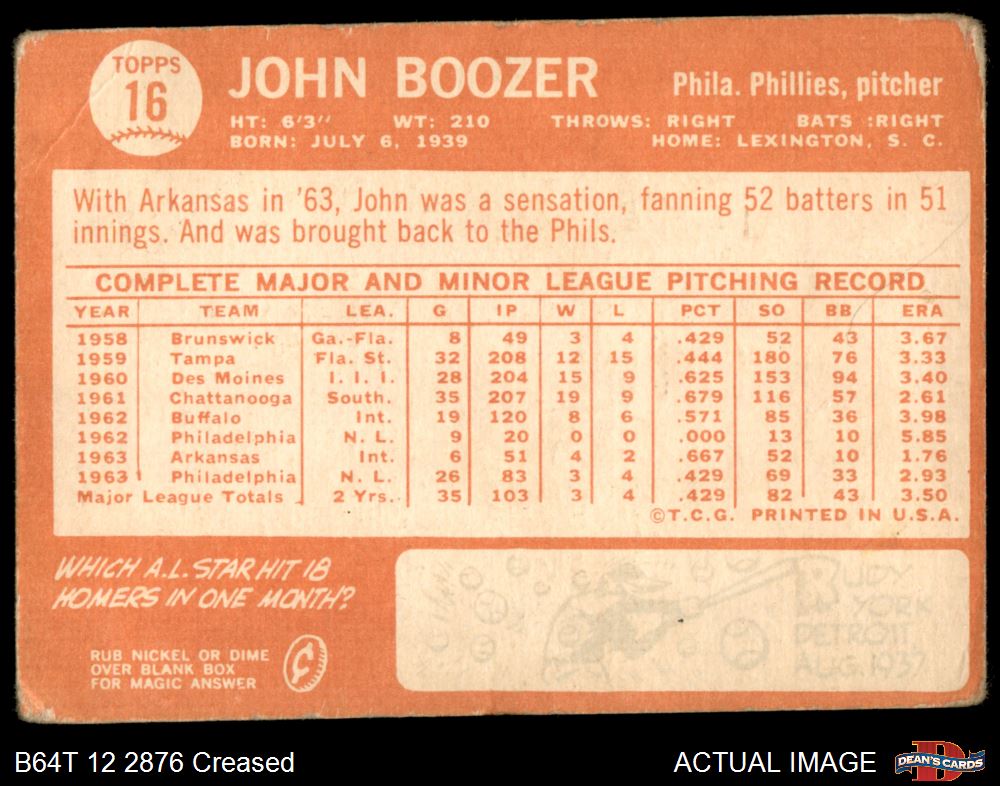 TOPPS
16
JOHN BOOZER
Phila. Phillies, pitcher
HT: 6'3" WT: 210 THROWS: RIGHT BATS :RIGHT
BORN: JULY 6, 1939 HOME: LEXINGTON, S. C.
With Arkansas in '63, John was a sensation, fanning 52 batters in 51
innings. And was brought back to the Phils.
COMPLETE MAJOR AND MINOR LEAGUE PITCHING RECORD
YEAR TEAM LEA. G IP W L PCT SO BB ERA
1958 Brunswick Ga.-Fla. 8 49 3 4 .429 52 43 3.67
1959 Tampa Fla. St. 32 208 12 15 .444 180 76 3.33
1960 Des Moines I. I. I. 28 204 15 9 .625 153 94 3.40
1961 Chattanooga South. 35 207 19 9 .679 116 57 2.61
1962 Buffalo Int. 19 120 8 6 .571 85 36 3.98
1962 Philadelphia N. L. 9 20 0 0 .000 13 10 5.85
1963 Arkansas Int. 6 51 4 2 .667 52 10 1.76
1963 Philadelphia N. L. 26 83 3 4 .429 69 33 2.93
Major League Totals 2 Yrs. 35 103 3 4 .429 82 43 3.50
©T.C.G. PRINTED IN U.S.A.
WHICH A.L. STAR HIT 18
HOMERS IN ONE MONTH?
RUB NICKEL OR DIME
OVER BLANK BOX
FOR MAGIC ANSWER
¢
RUDY
YORK
DETROIT
AUG. 1937
B64T 12 2876 Creased
ACTUAL IMAGE
DEAN'S CARDS